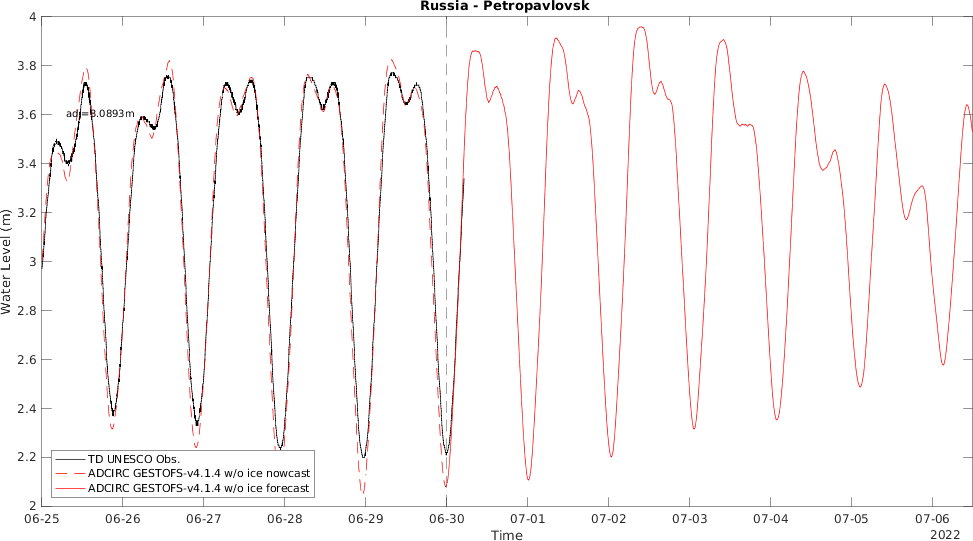 Russia - Petropavlovsk
4
3.8
3.6
3.4
3.2
3
2.8
2.6
2.4
2.2
2
Water Level (m)
adj=3.0893m
TD UNESCO Obs.
ADCIRC GESTOFS-v4.1.4 w/o ice nowcast
ADCIRC GESTOFS-v4.1.4 w/o ice forecast
06-25 06-26 06-27 06-28 06-29 06-30 07-01 07-02 07-03 07-04 07-05 07-06
Time
2022